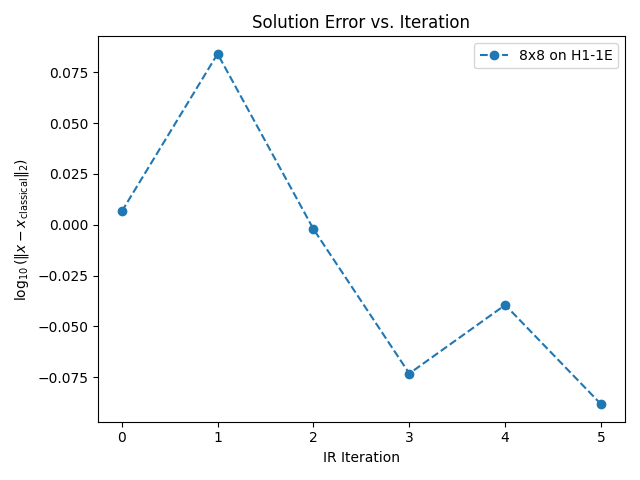 Solution Error vs. Iteration
8x8 on H1-1E
0.075
0.050
0.025
0.000
−0.025
−0.050
−0.075
log₁₀(‖x − x_classical‖₂)
0 1 2 3 4 5
IR Iteration